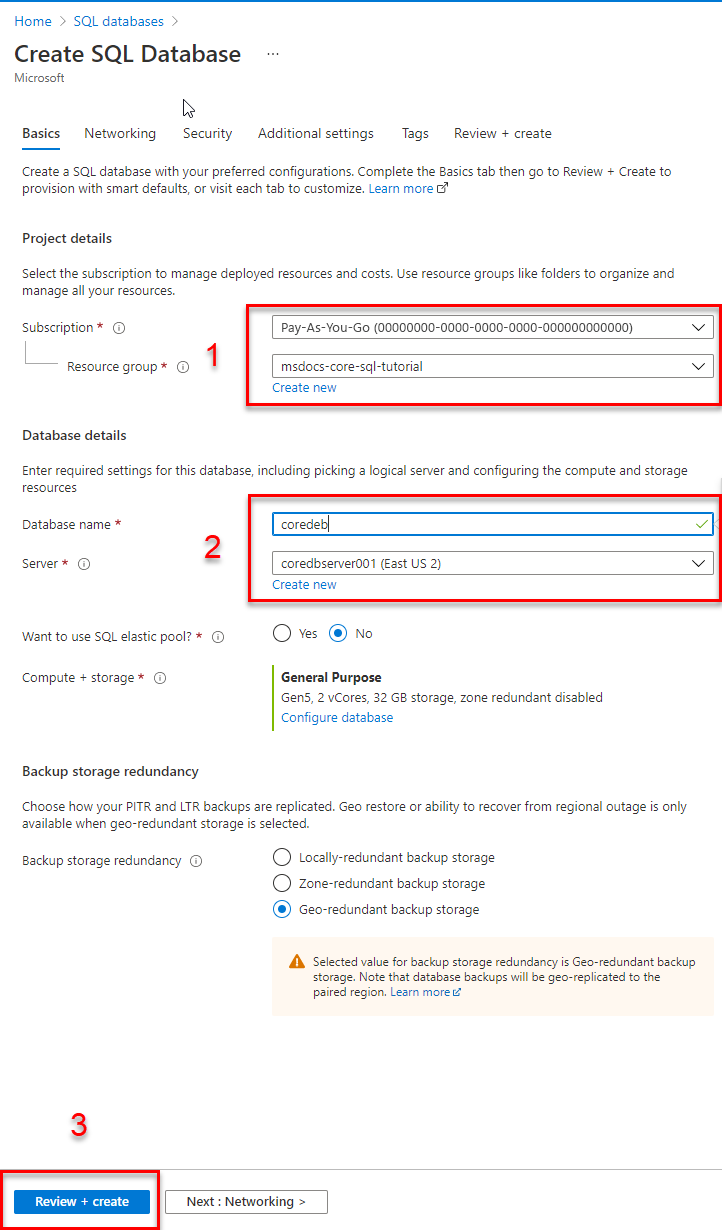 Home > SQL databases >
Create SQL Database ...
Microsoft
Basics Networking Security Additional settings Tags Review + create
Create a SQL database with your preferred configurations. Complete the Basics tab then go to Review + Create to
provision with smart defaults, or visit each tab to customize. Learn more
Project details
Select the subscription to manage deployed resources and costs. Use resource groups like folders to organize and
manage all your resources.
Subscription *
Pay-As-You-Go (00000000-0000-0000-0000-000000000000)
1
Resource group *
msdocs-core-sql-tutorial
Create new
Database details
Enter required settings for this database, including picking a logical server and configuring the compute and storage
resources
Database name *
coredeb
2
Server *
coredbserver001 (East US 2)
Create new
Want to use SQL elastic pool? *
Yes No
Compute + storage *
General Purpose
Gen5, 2 vCores, 32 GB storage, zone redundant disabled
Configure database
Backup storage redundancy
Choose how your PITR and LTR backups are replicated. Geo restore or ability to recover from regional outage is only
available when geo-redundant storage is selected.
Backup storage redundancy
Locally-redundant backup storage
Zone-redundant backup storage
Geo-redundant backup storage
Selected value for backup storage redundancy is Geo-redundant backup
storage. Note that database backups will be geo-replicated to the
paired region. Learn more
3
Review + create
Next : Networking >